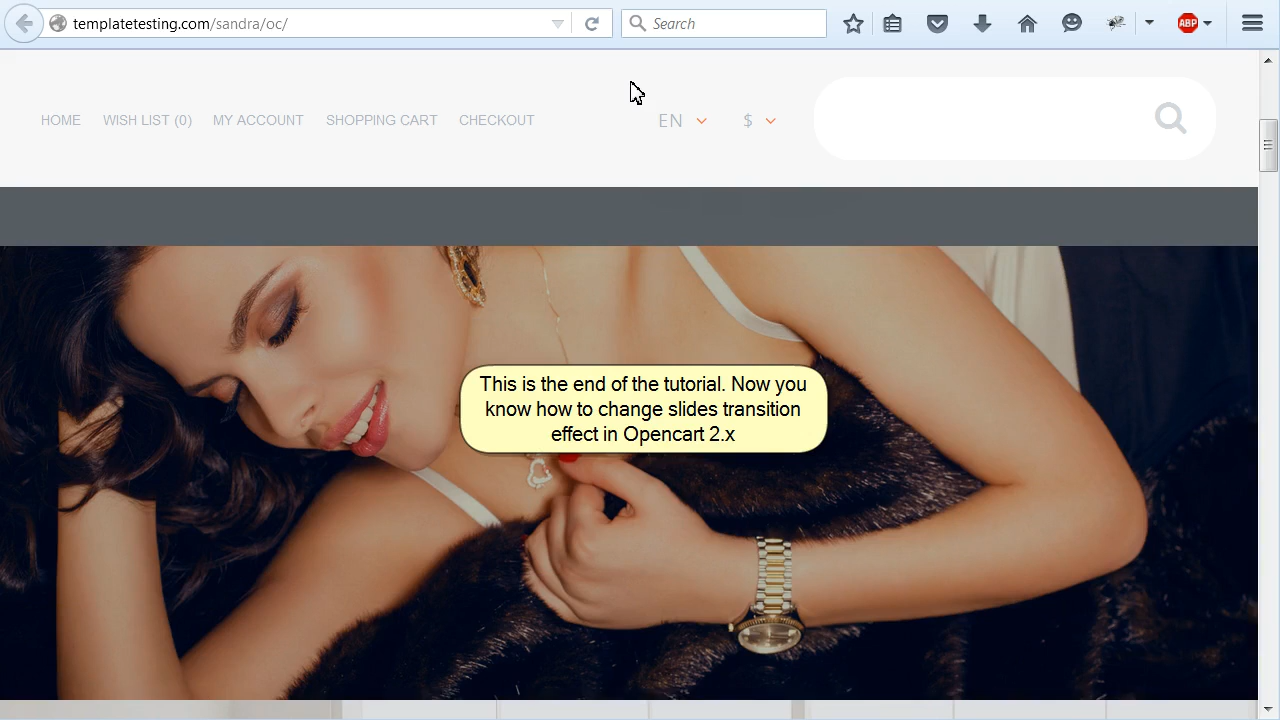 templatetesting.com/sandra/oc/
Search
ABP
HOME WISH LIST (0) MY ACCOUNT SHOPPING CART CHECKOUT EN $
This is the end of the tutorial. Now you
know how to change slides transition
effect in Opencart 2.x